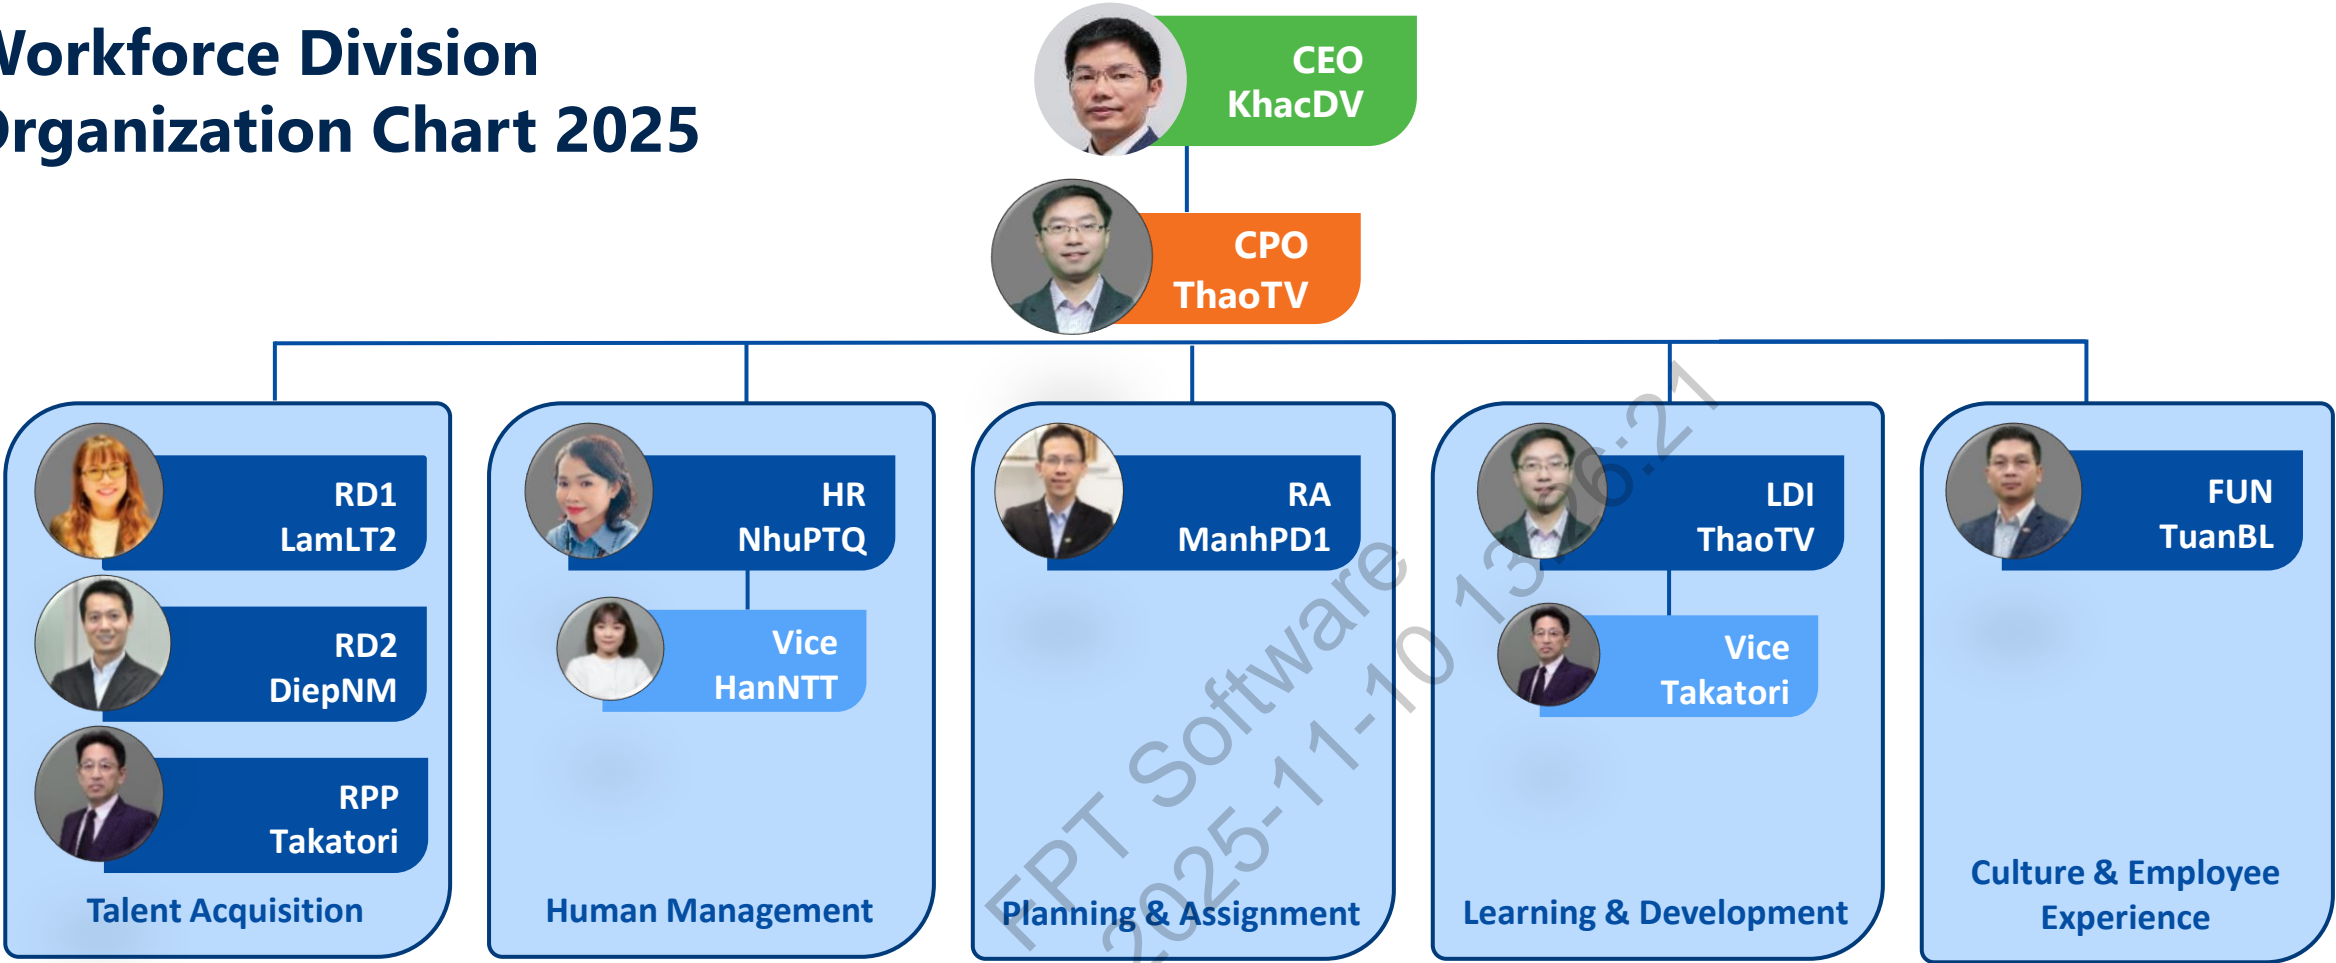 Workforce Division
Organization Chart 2025
CEO
KhacDV
CPO
ThaoTV
RD1
LamLT2
RD2
DiepNM
RPP
Takatori
Talent Acquisition
HR
NhuPTQ
Vice
HanNTT
Human Management
RA
ManhPD1
Planning & Assignment
LDI
ThaoTV
Vice
Takatori
Learning & Development
FUN
TuanBL
Culture & Employee
Experience
FPT Software
2025-11-10 13:26:21